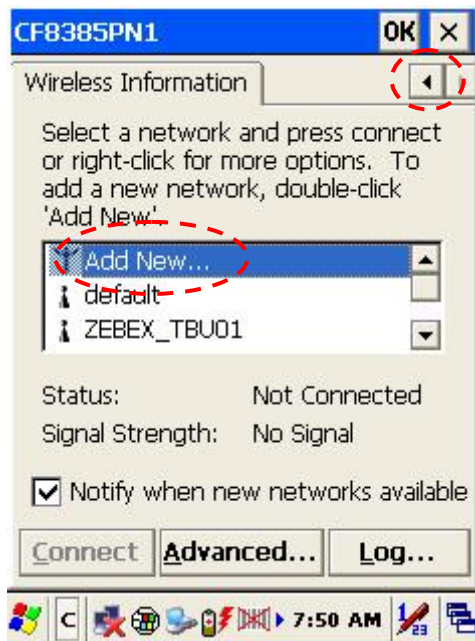 CF8385PN1 OK ×
Wireless Information
Select a network and press connect
or right-click for more options. To
add a new network, double-click
'Add New'.
Add New...
default
ZEBEX_TBU01
Status: Not Connected
Signal Strength: No Signal
Notify when new networks available
Connect Advanced... Log...
C 7:50 AM 23